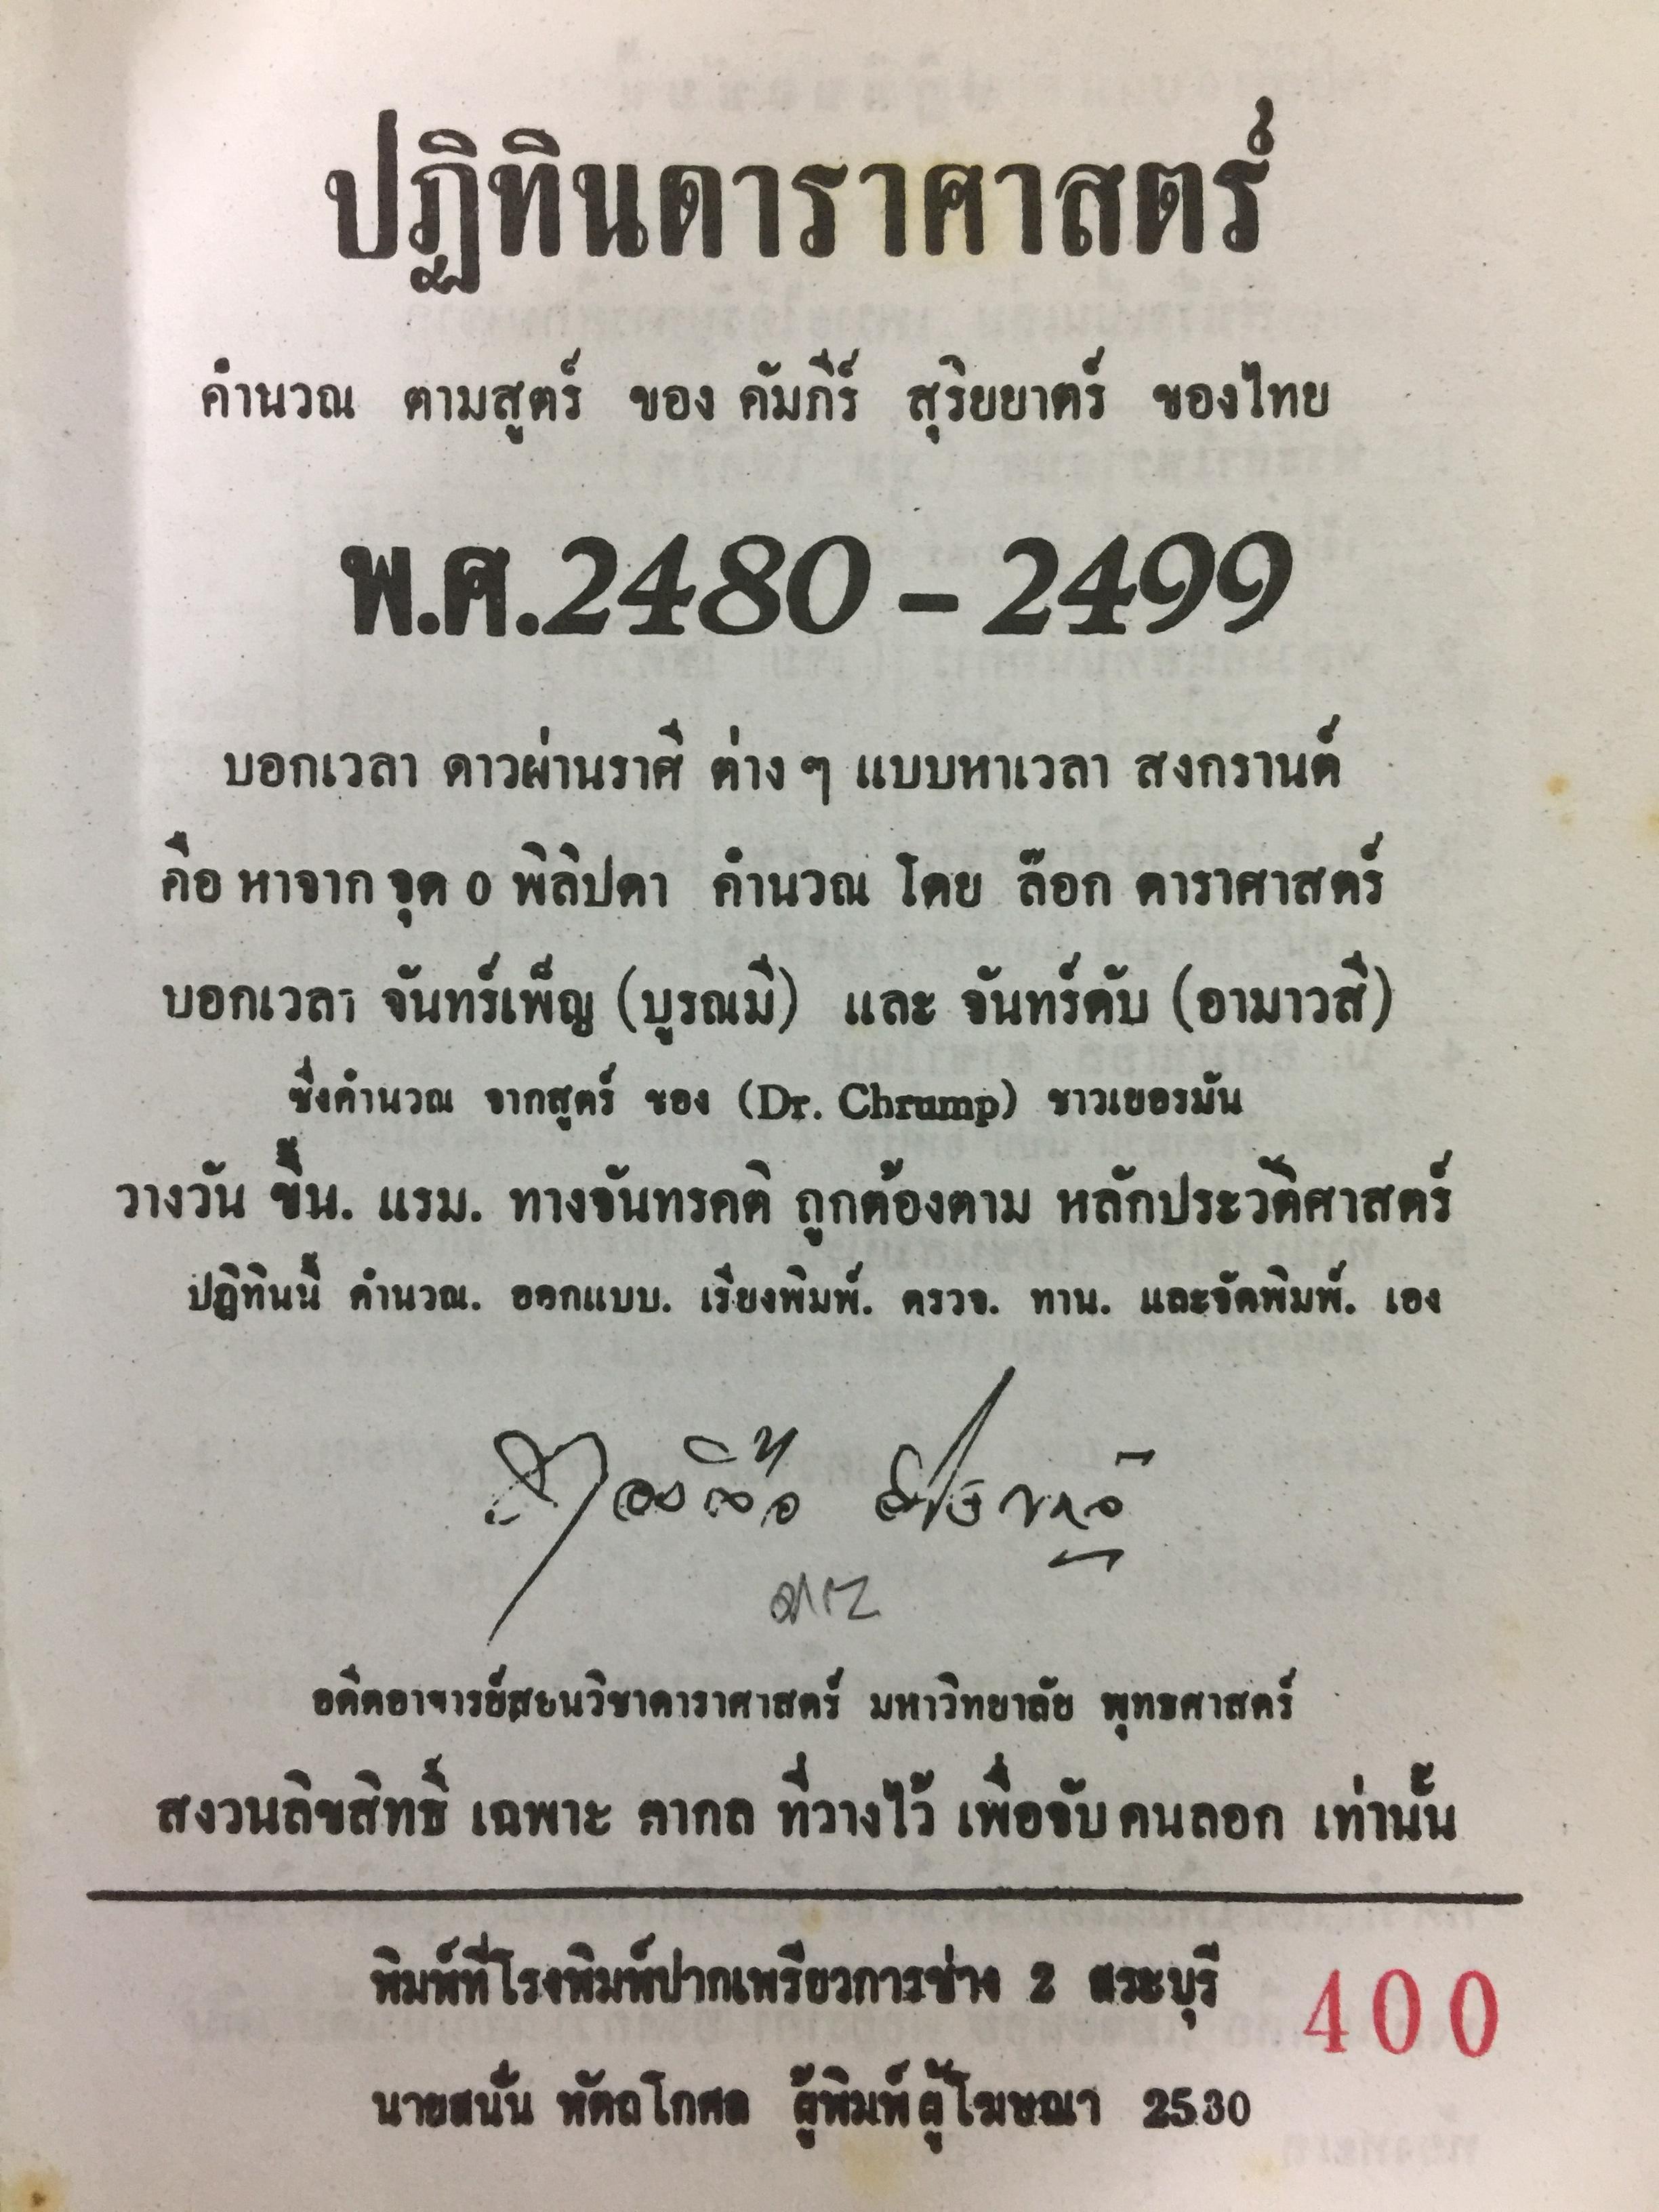 ปฏิทินดาราศาสตร์
คำนวณ ตามสูตร์ ของ คัมภีร์ สุริยยาตร์ ของไทย
พ.ศ.2480 - 2499
บอกเวลา ดาวผ่านราศี ต่าง ๆ แบบหาเวลา สงกรานต์
คือ หาจาก จุด 0 พิลิปดา คำนวณ โดย ล๊อก ดาราศาสตร์
บอกเวลา จันทร์เพ็ญ (บูรณมี) และ จันทร์ดับ (อามาวสี)
ซึ่งคำนวณ จากสูตร์ ของ (Dr. Chrump) ชาวเยอรมัน
วางวัน ขึ้น. แรม. ทางจันทรคติ ถูกต้องตาม หลักประวัติศาสตร์
ปฏิทินนี้ คำนวณ. ออกแบบ. เรียงพิมพ์. ตรวจ. ทาน. และจัดพิมพ์. เอง
อดีตอาจารย์สอนวิชาดาราศาสตร์ มหาวิทยาลัย พุทธศาสตร์
สงวนลิขสิทธิ์ เฉพาะ ตากล ที่วางไว้ เพื่อจับ คนลอก เท่านั้น
พิมพ์ที่โรงพิมพ์ปากเพรียวการช่าง 2 สระบุรี
400
นายสนั่น หัตถโกศล ผู้พิมพ์ ผู้โฆษณา 2530